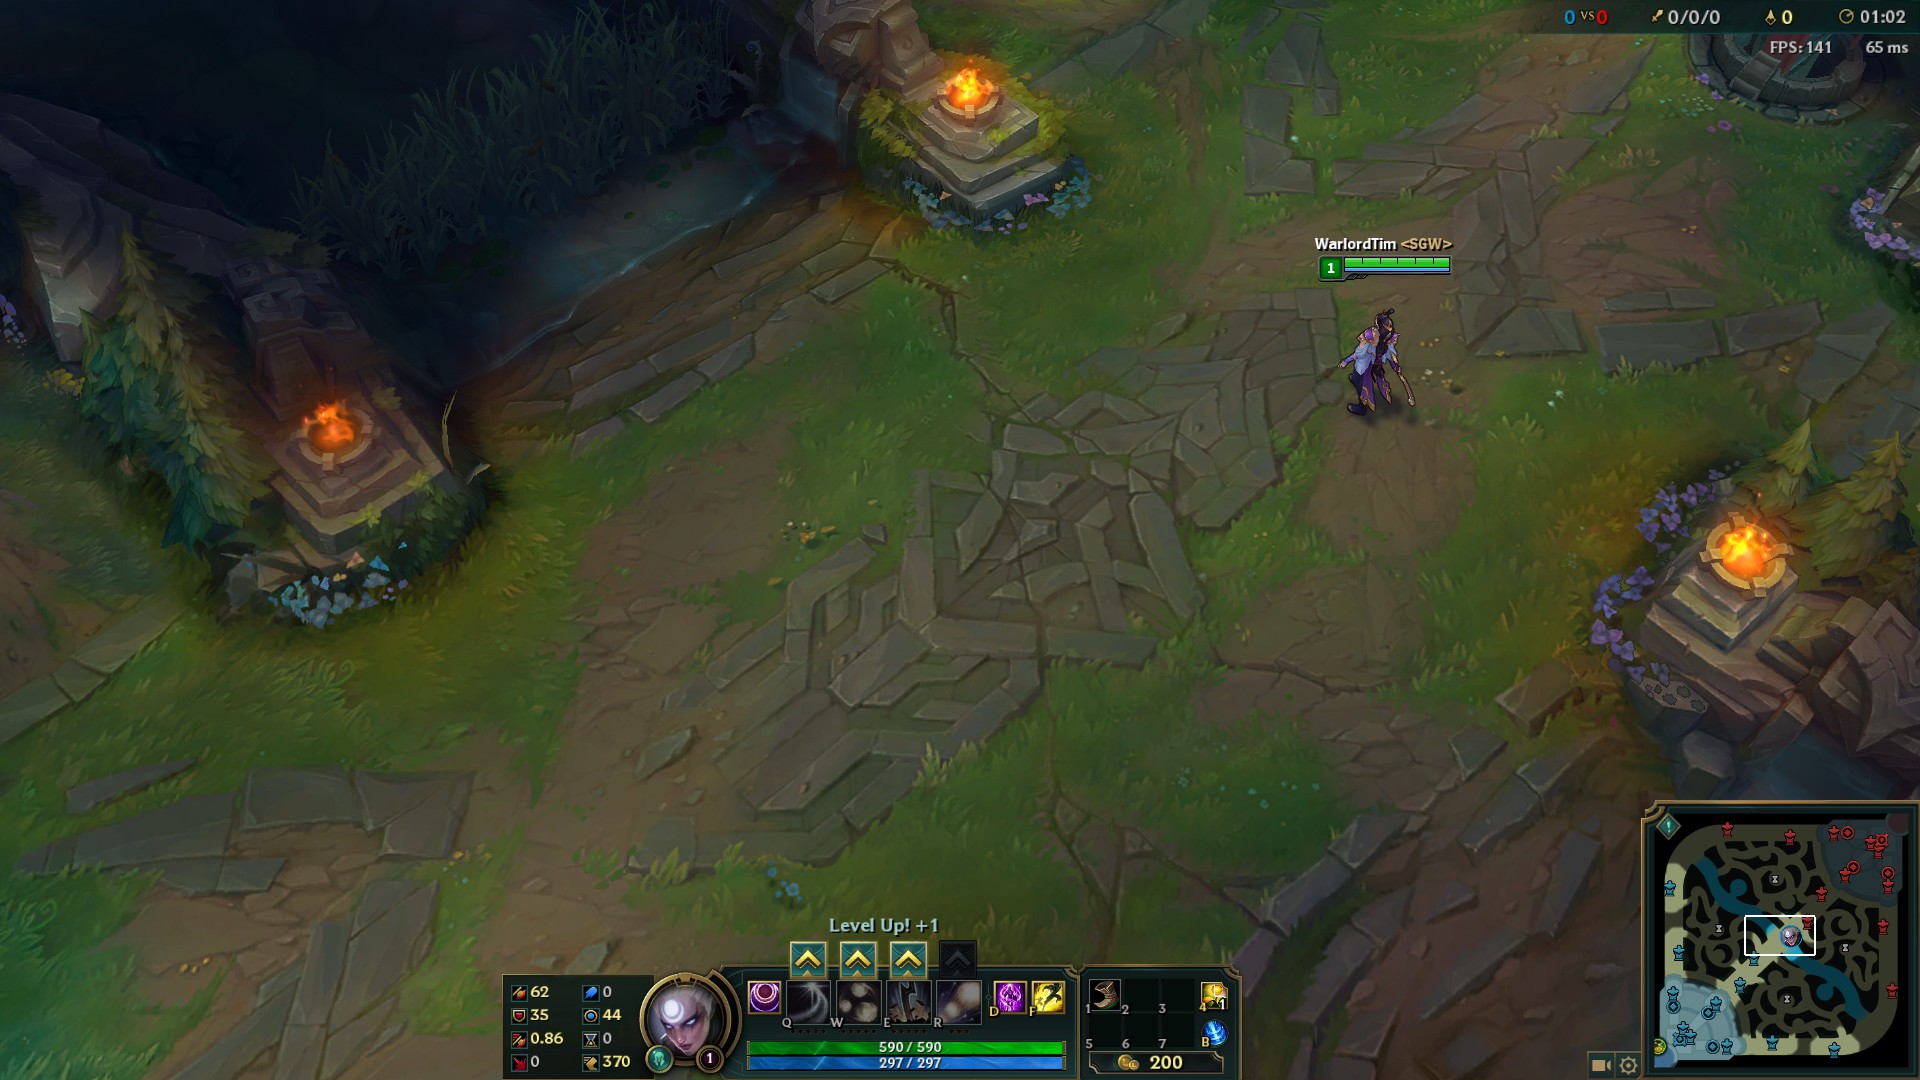 0 VS 0 0/0/0 0 01:02
FPS: 141 65 ms
WarlordTim <SGW>
1
Level Up! +1
62 0
35 44
0.86 0
0 370
1
Q W E R D F
590 / 590
297 / 297
1 2 3 4 1
5 6 7 B
200